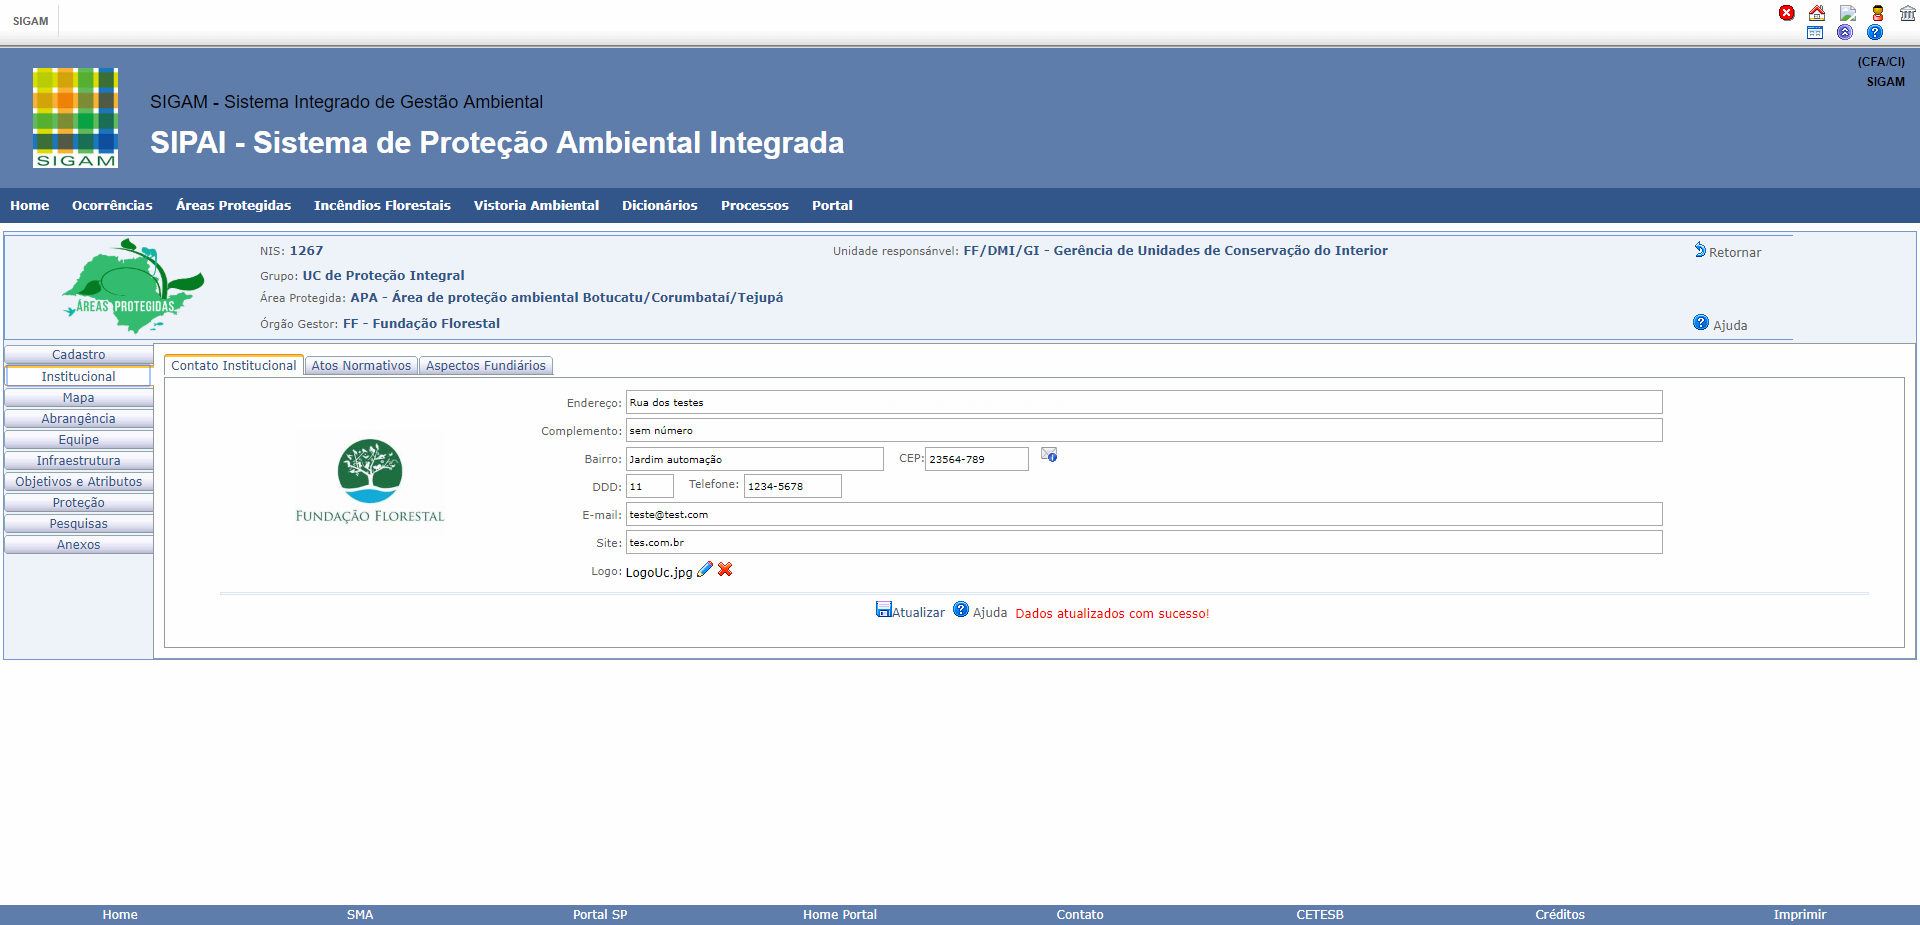 SIGAM
(CFA/CI)
SIGAM
SIGAM
SIGAM - Sistema Integrado de Gestão Ambiental
SIPAI - Sistema de Proteção Ambiental Integrada
Home Ocorrências Áreas Protegidas Incêndios Florestais Vistoria Ambiental Dicionários Processos Portal
ÁREAS PROTEGIDAS
NIS: 1267 Unidade responsánvel: FF/DMI/GI - Gerência de Unidades de Conservação do Interior Retornar
Grupo: UC de Proteção Integral
Área Protegida: APA - Área de proteção ambiental Botucatu/Corumbataí/Tejupá
Órgão Gestor: FF - Fundação Florestal Ajuda
Cadastro
Institucional
Mapa
Abrangência
Equipe
Infraestrutura
Objetivos e Atributos
Proteção
Pesquisas
Anexos
Contato Institucional Atos Normativos Aspectos Fundiários
FUNDAÇÃO FLORESTAL
Endereço: Rua dos testes
Complemento: sem número
Bairro: Jardim automação CEP: 23564-789
DDD: 11 Telefone: 1234-5678
E-mail: teste@test.com
Site: tes.com.br
Logo: LogoUc.jpg
Atualizar Ajuda Dados atualizados com sucesso!
Home SMA Portal SP Home Portal Contato CETESB Créditos Imprimir